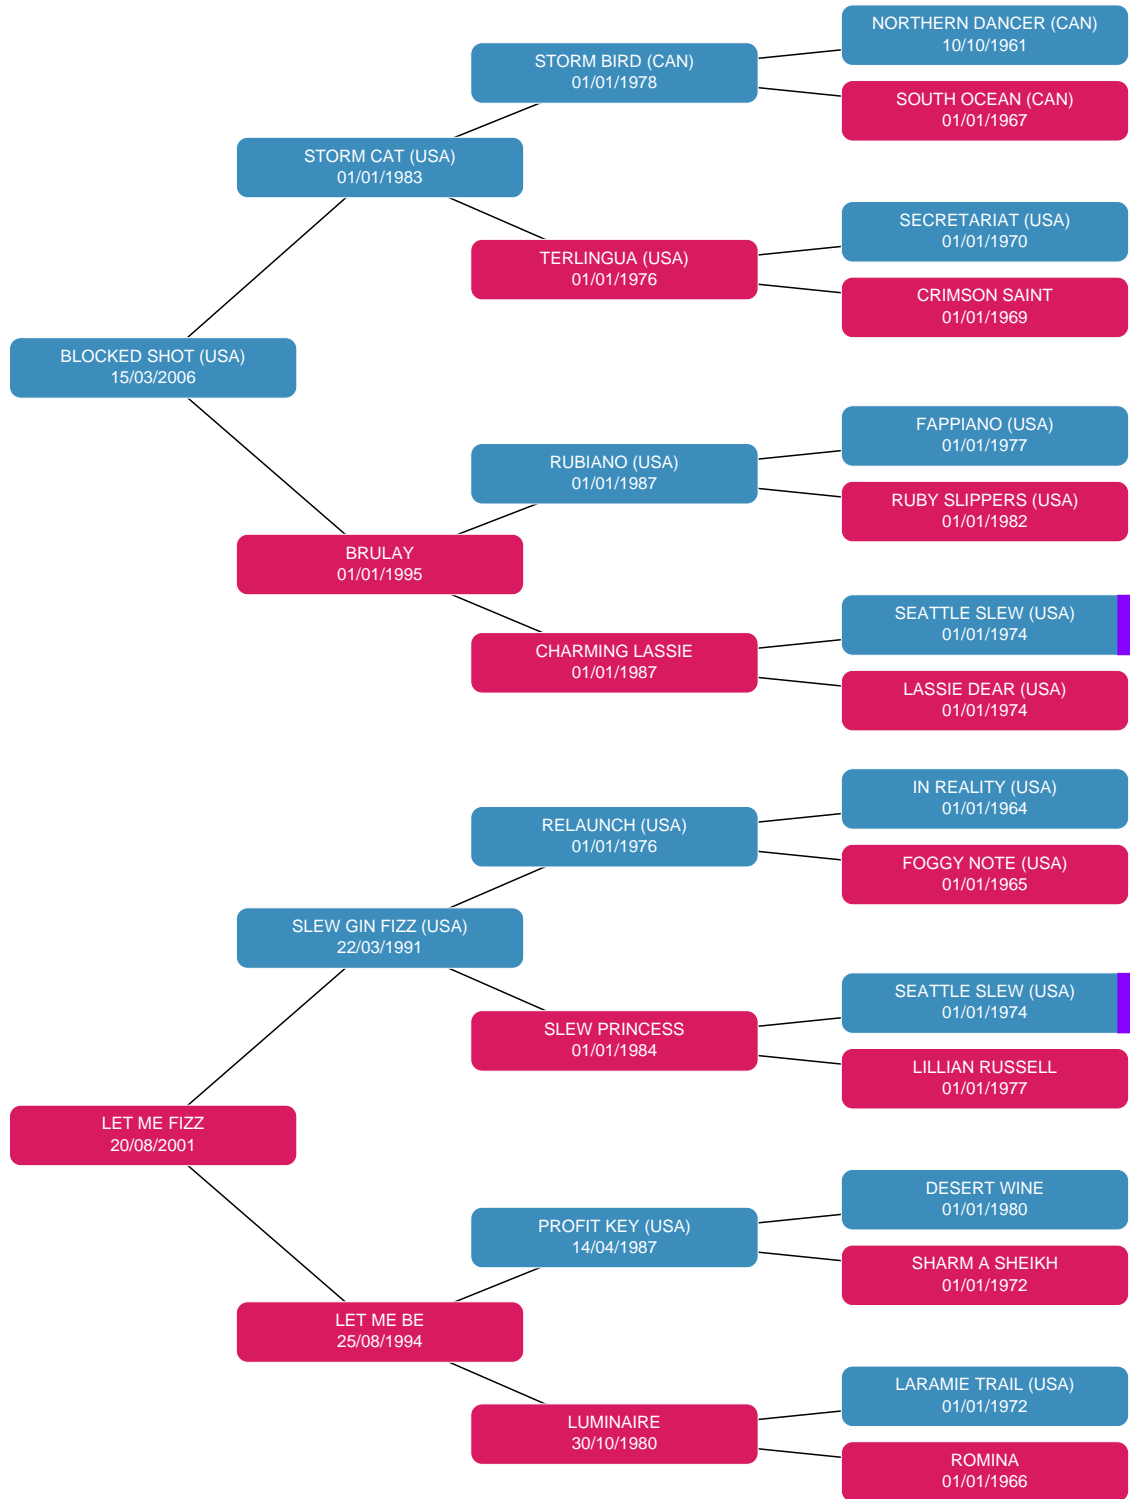 NORTHERN DANCER (CAN)
10/10/1961
STORM BIRD (CAN)
01/01/1978
SOUTH OCEAN (CAN)
01/01/1967
STORM CAT (USA)
01/01/1983
SECRETARIAT (USA)
01/01/1970
TERLINGUA (USA)
01/01/1976
CRIMSON SAINT
01/01/1969
BLOCKED SHOT (USA)
15/03/2006
FAPPIANO (USA)
01/01/1977
RUBIANO (USA)
01/01/1987
RUBY SLIPPERS (USA)
01/01/1982
BRULAY
01/01/1995
SEATTLE SLEW (USA)
01/01/1974
CHARMING LASSIE
01/01/1987
LASSIE DEAR (USA)
01/01/1974
IN REALITY (USA)
01/01/1964
RELAUNCH (USA)
01/01/1976
FOGGY NOTE (USA)
01/01/1965
SLEW GIN FIZZ (USA)
22/03/1991
SEATTLE SLEW (USA)
01/01/1974
SLEW PRINCESS
01/01/1984
LILLIAN RUSSELL
01/01/1977
LET ME FIZZ
20/08/2001
DESERT WINE
01/01/1980
PROFIT KEY (USA)
14/04/1987
SHARM A SHEIKH
01/01/1972
LET ME BE
25/08/1994
LARAMIE TRAIL (USA)
01/01/1972
LUMINAIRE
30/10/1980
ROMINA
01/01/1966